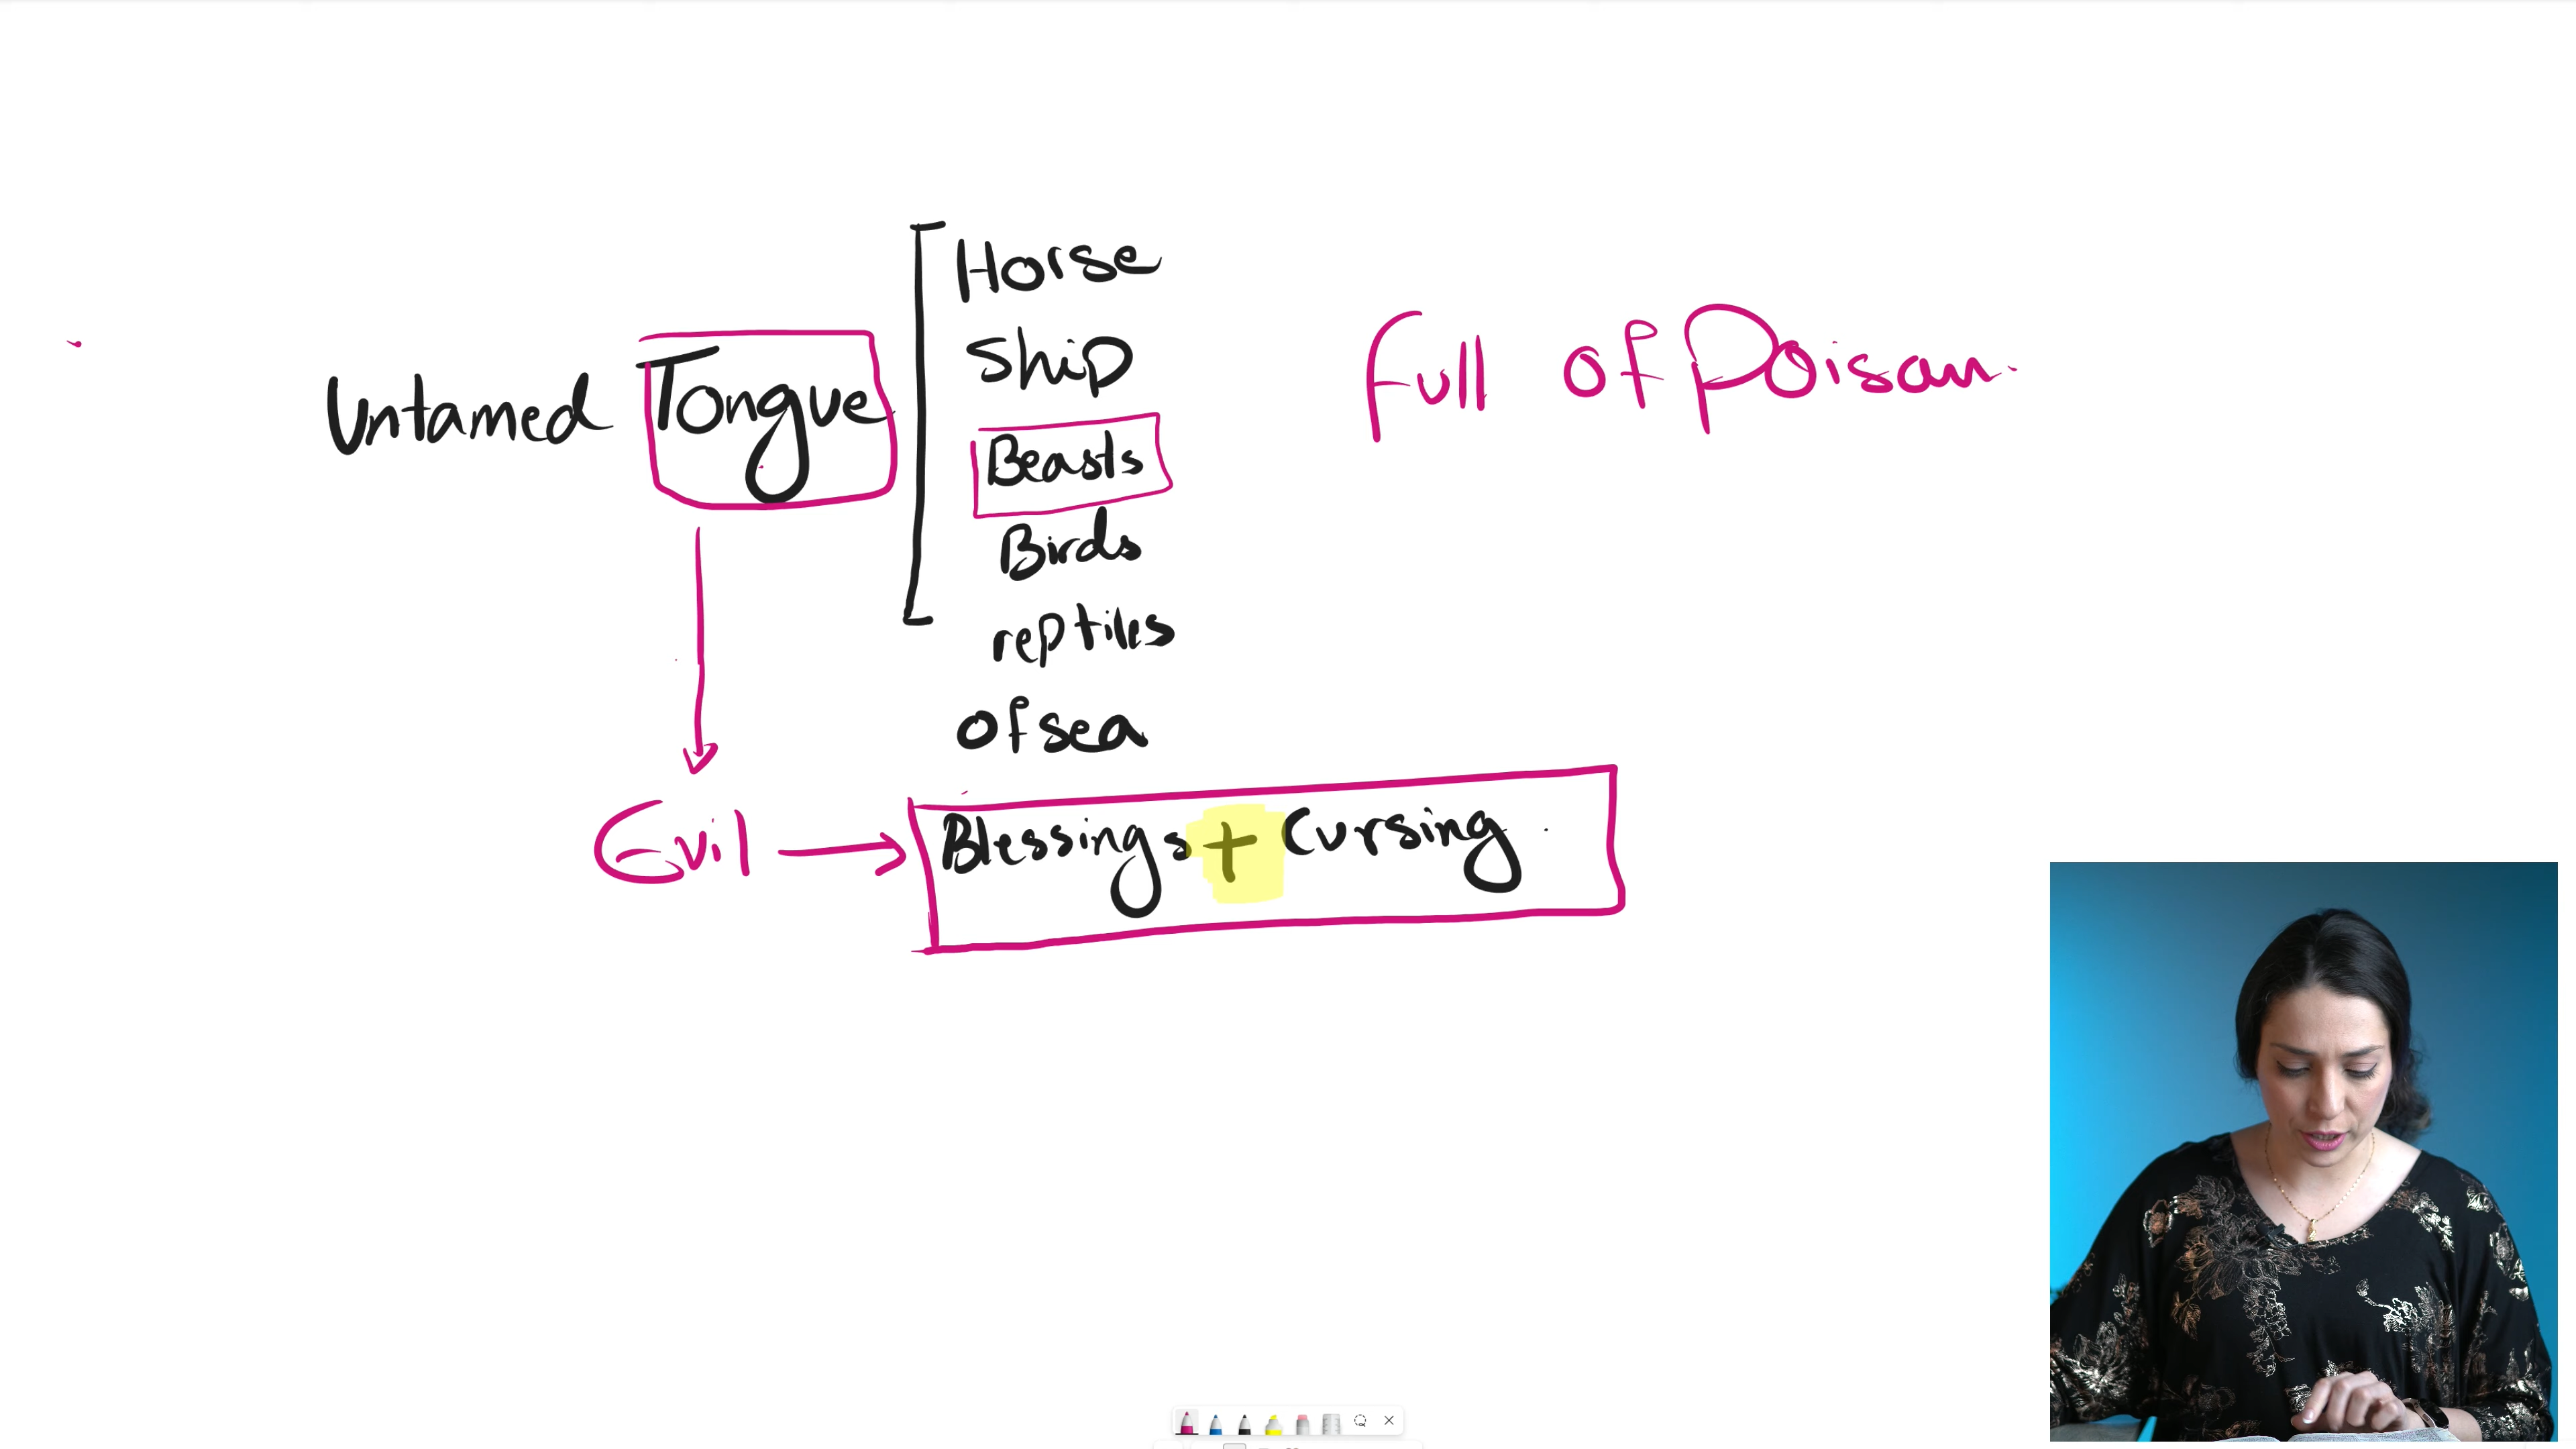 Untamed Tongue
Horse
Ship
Beasts
Birds
reptiles
of sea
Full of Poison.
Evil → Blessings + Cursing.